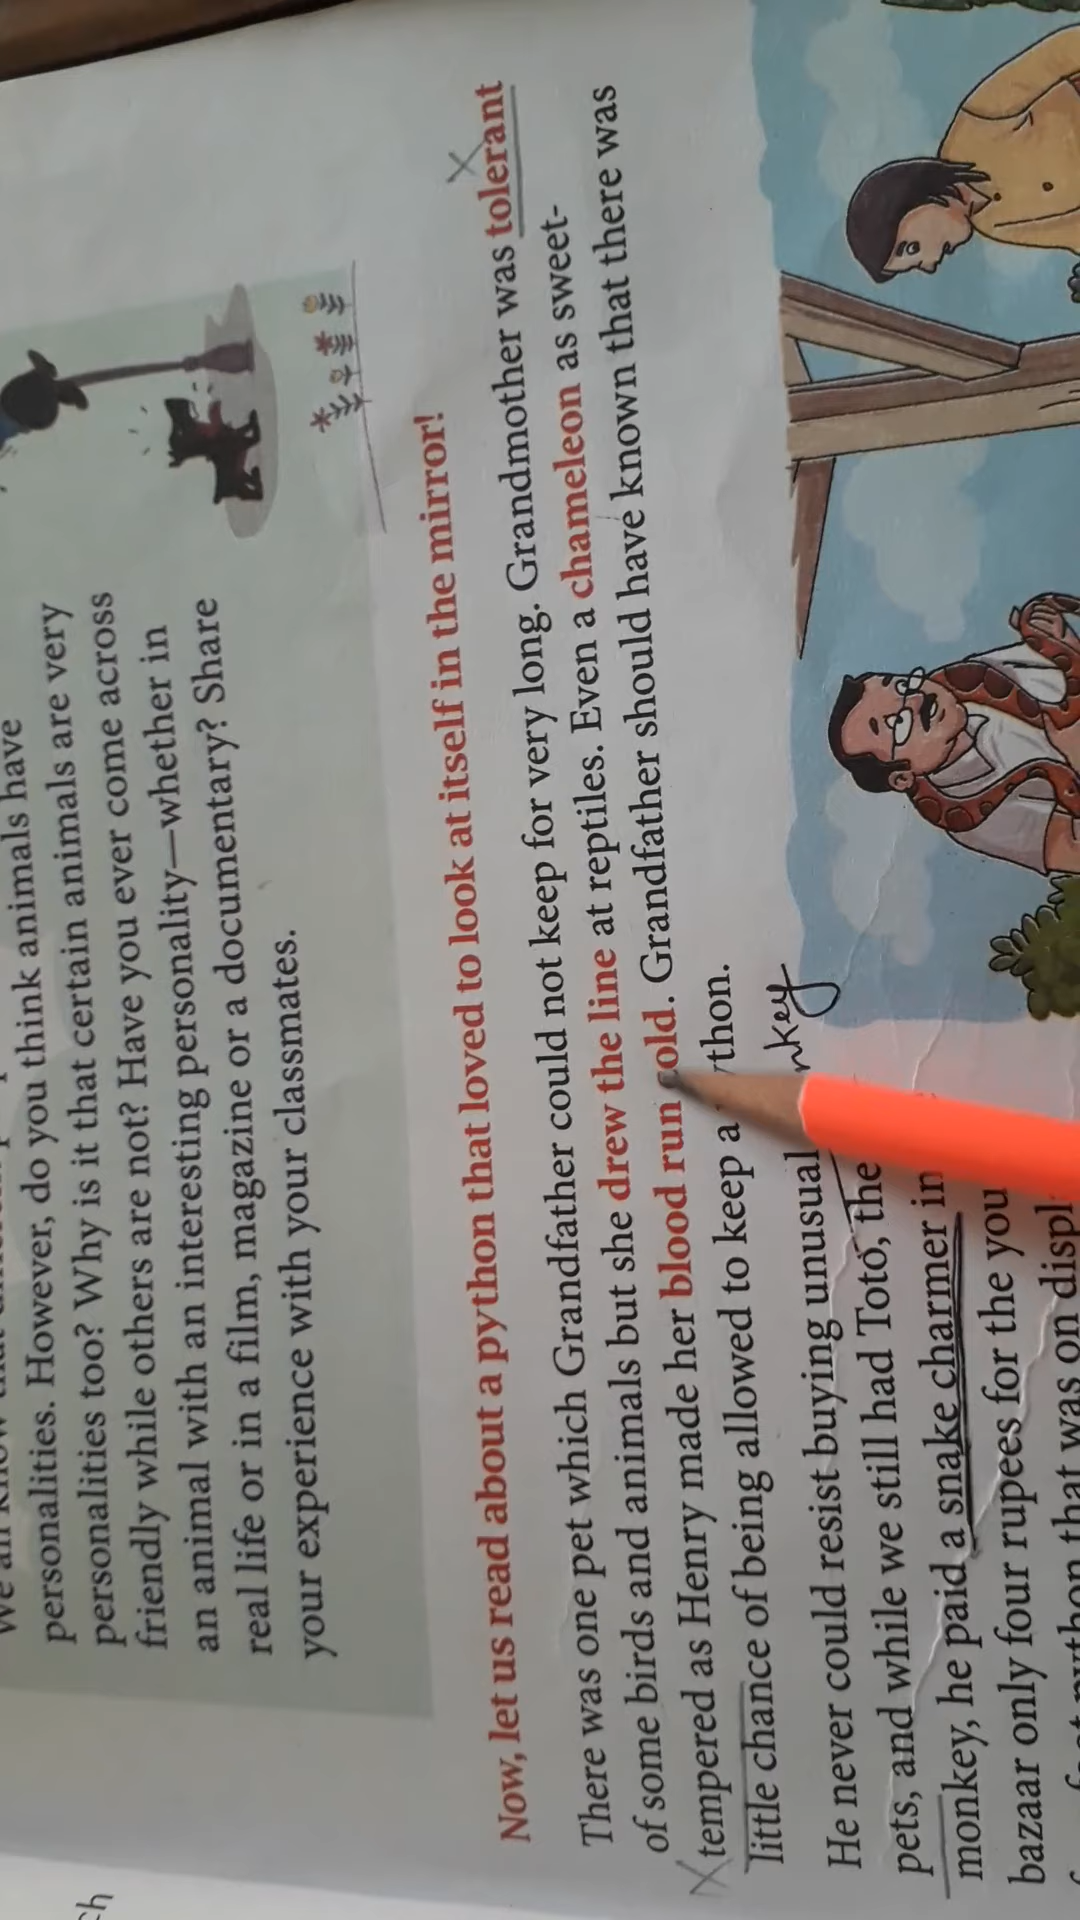 personalities. However, do you think animals have
personalities too? Why is it that certain animals are very
friendly while others are not? Have you ever come across
an animal with an interesting personality—whether in
real life or in a film, magazine or a documentary? Share
your experience with your classmates.
Now, let us read about a python that loved to look at itself in the mirror!
There was one pet which Grandfather could not keep for very long. Grandmother was tolerant
of some birds and animals but she drew the line at reptiles. Even a chameleon as sweet-
tempered as Henry made her blood run cold. Grandfather should have known that there was
little chance of being allowed to keep a
He never could resist buying unusual
pets, and while we still had Toto, the
monkey, he paid a snake charmer in
bazaar only four rupees for the
python that was on